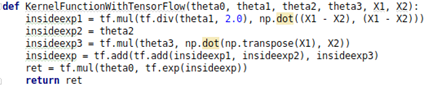 def KernelFunctionWithTensorFlow(theta0, theta1, theta2, theta3, X1, X2):
insideexp1 = tf.mul(tf.div(theta1, 2.0), np.dot((X1 - X2), (X1 - X2)))
insideexp2 = theta2
insideexp3 = tf.mul(theta3, np.dot(np.transpose(X1), X2))
insideexp = tf.add(tf.add(insideexp1, insideexp2), insideexp3)
ret = tf.mul(theta0, tf.exp(insideexp))
return ret